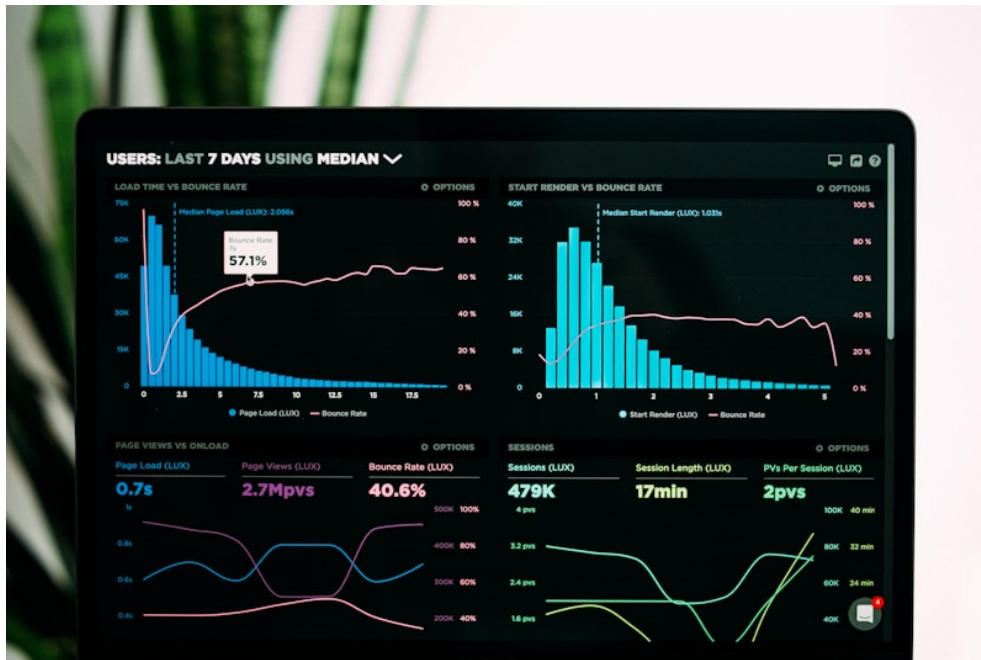 USERS: LAST 7 DAYS USING MEDIAN
LOAD TIME VS BOUNCE RATE
OPTIONS
75K
60K
45K
30K
15K
0
Median Page Load (LUX): 2.056s
Bounce Rate
7s
57.1%
100 %
80 %
60 %
40 %
20 %
0 %
0 2.5 5 7.5 10 12.5 15 17.5
Page Load (LUX) Bounce Rate
START RENDER VS BOUNCE RATE
OPTIONS
40K
32K
24K
16K
8K
0
Median Start Render (LUX): 1.031s
100 %
80 %
60 %
40 %
20 %
0 %
0 1 2 3 4 5
Start Render (LUX) Bounce Rate
PAGE VIEWS VS ONLOAD
OPTIONS
Page Load (LUX) Page Views (LUX) Bounce Rate (LUX)
0.7s 2.7Mpvs 40.6%
1s
0.8s
0.6s
0.4s
500K 100%
400K 80%
300K 60%
200K 40%
SESSIONS
OPTIONS
Sessions (LUX) Session Length (LUX) PVs Per Session (LUX)
479K 17min 2pvs
4 pvs
3.2 pvs
2.4 pvs
1.6 pvs
100K 40 min
80K 32 min
60K 24 min
40K
4